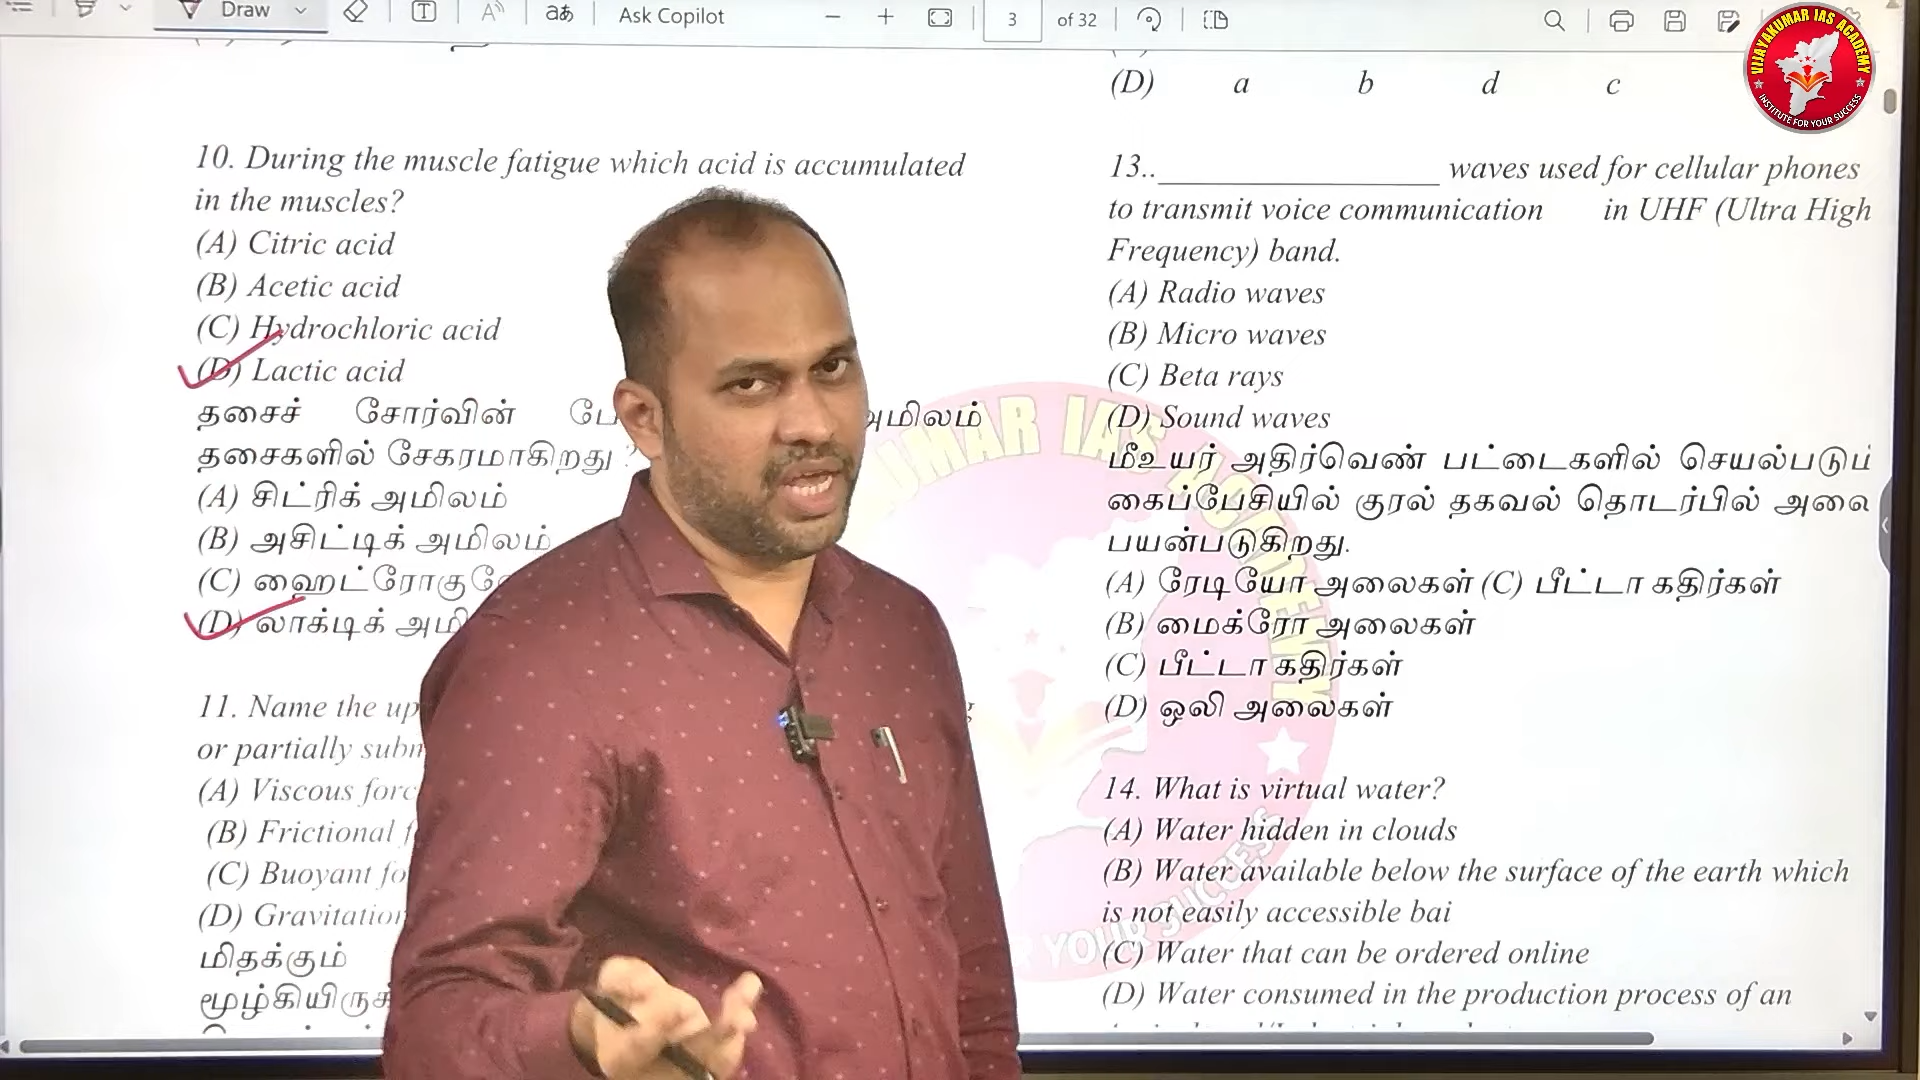 Draw
T
A
aあ
Ask Copilot
3
of 32
VIJAYAKUMAR IAS ACADEMY
INSTITUTE FOR YOUR SUCCESS
10. During the muscle fatigue which acid is accumulated
in the muscles?
(A) Citric acid
(B) Acetic acid
(C) Hydrochloric acid
(D) Lactic acid
தசைச் சோர்வின் அமிலம்
தசைகளில் சேகரமாகிறது ?
(A) சிட்ரிக் அமிலம்
(B) அசிட்டிக் அமிலம்
(C)
(D) லாக்டிக்
11. Name the
or partially
(A) Viscous
(B) Frictional
(C) Buoyant
(D)
மிதக்கும்
(D) a b d c
13..____________________ waves used for cellular phones
to transmit voice communication in UHF (Ultra High
Frequency) band.
(A) Radio waves
(B) Micro waves
(C) Beta rays
(D) Sound waves
மீஉயர் அதிர்வெண் பட்டைகளில் செயல்படும்
கைப்பேசியில் குரல் தகவல் தொடர்பில் அலை
பயன்படுகிறது.
(A) ரேடியோ அலைகள் (C) பீட்டா கதிர்கள்
(B) மைக்ரோ அலைகள்
(C) பீட்டா கதிர்கள்
(D) ஒலி அலைகள்
14. What is virtual water?
(A) Water hidden in clouds
(B) Water available below the surface of the earth which
is not easily accessible bai
(C) Water that can be ordered online
(D) Water consumed in the production process of an